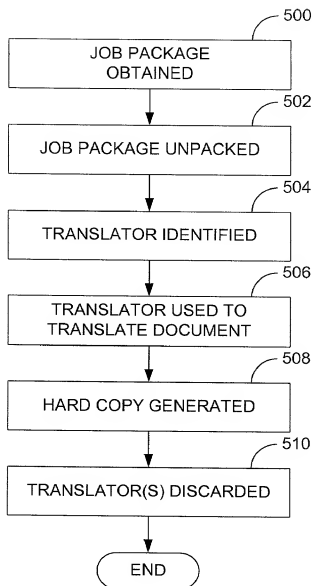 500
JOB PACKAGE
OBTAINED
502
JOB PACKAGE UNPACKED
504
TRANSLATOR IDENTIFIED
506
TRANSLATOR USED TO
TRANSLATE DOCUMENT
508
HARD COPY GENERATED
510
TRANSLATOR(S) DISCARDED
END